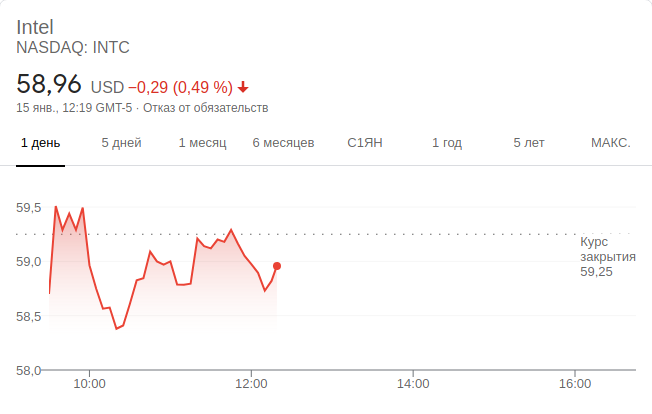 Intel
NASDAQ: INTC
58,96 USD −0,29 (0,49 %)
15 янв., 12:19 GMT-5 · Отказ от обязательств
1 день 5 дней 1 месяц 6 месяцев С1ЯН 1 год 5 лет МАКС.
59,5
59,0
58,5
58,0
Курс
закрытия
59,25
10:00 12:00 14:00 16:00